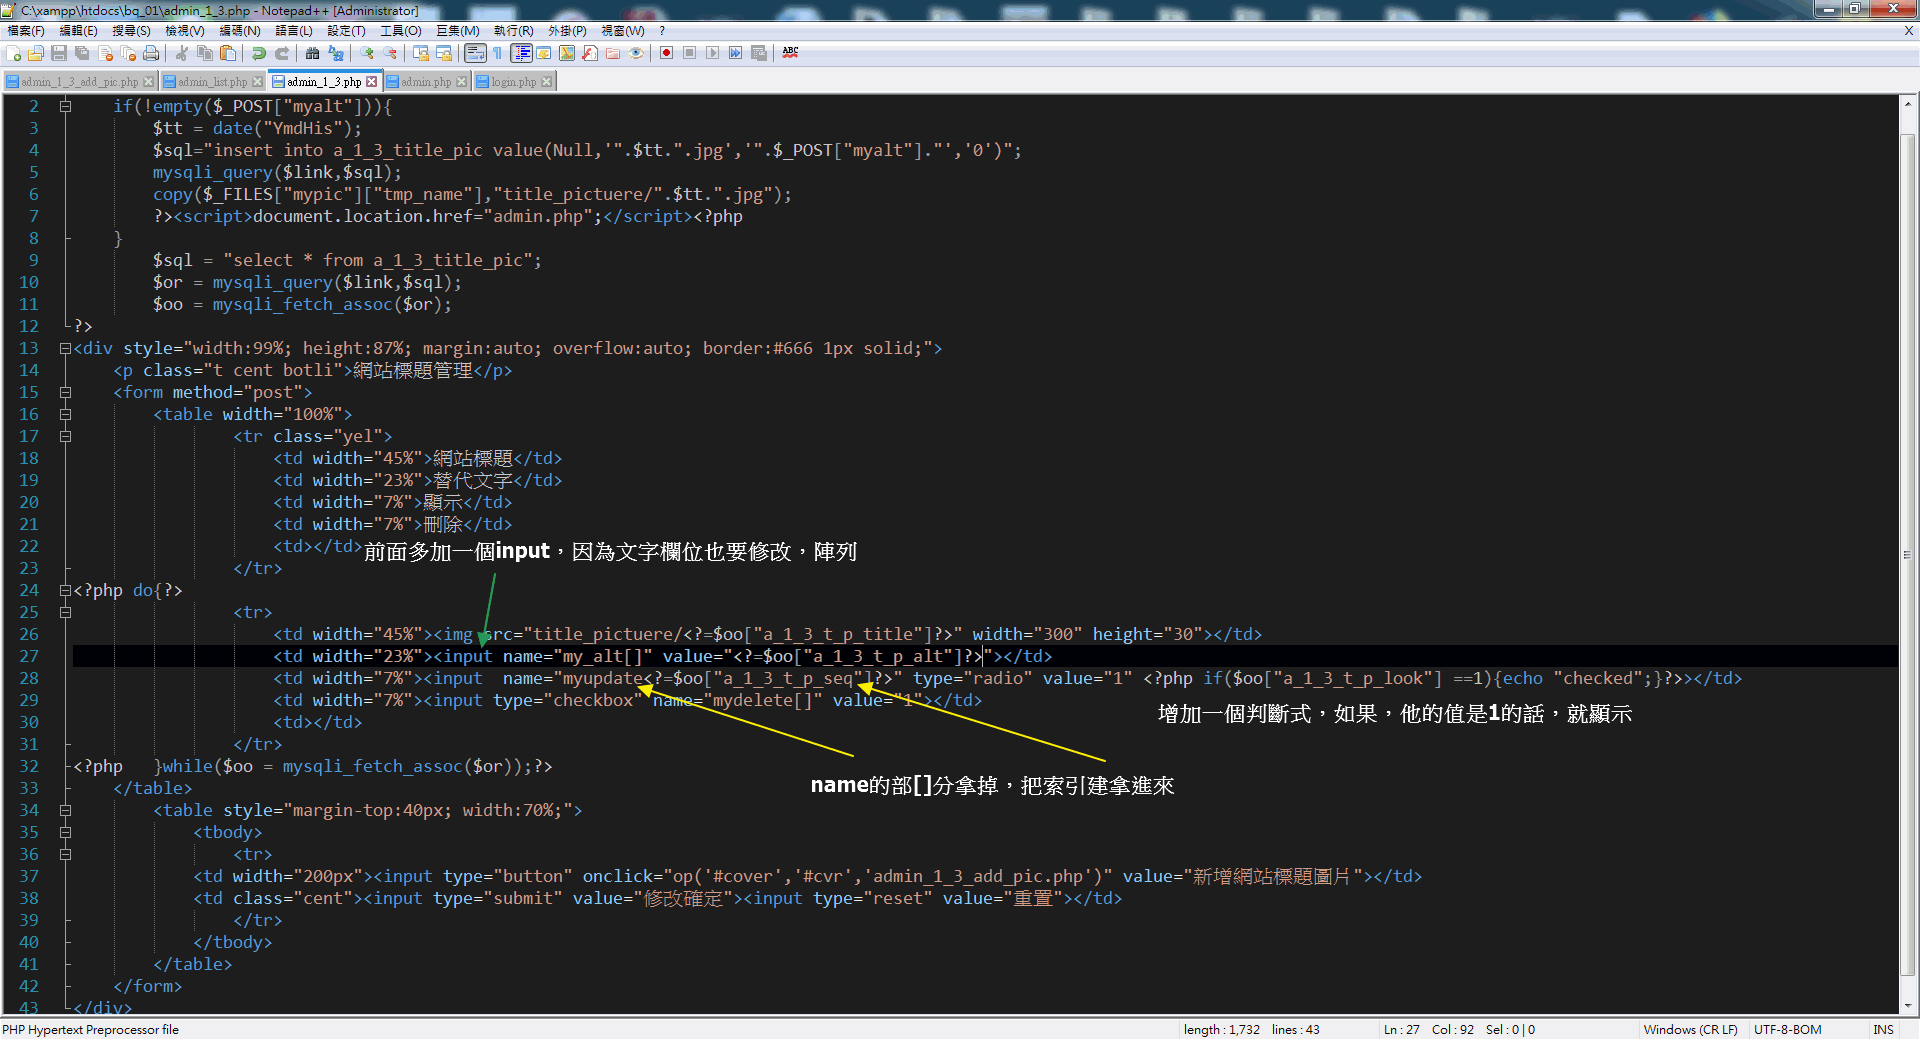 C:\xampp\htdocs\bq_01\admin_1_3.php - Notepad++ [Administrator]
檔案(F) 編輯(E) 搜尋(S) 檢視(V) 編碼(N) 語言(L) 設定(T) 工具(O) 巨集(M) 執行(R) 外掛(P) 視窗(W) ? X
admin_1_3_add_pic.php admin_list.php admin_1_3.php admin.php login.php
2 if(!empty($_POST["myalt"])){
3 $tt = date("YmdHis");
4 $sql="insert into a_1_3_title_pic value(Null,'".$tt.".jpg','".$_POST["myalt"]."','0')";
5 mysqli_query($link,$sql);
6 copy($_FILES["mypic"]["tmp_name"],"title_pictuere/".$tt.".jpg");
7 ?><script>document.location.href="admin.php";</script><?php
8 }
9 $sql = "select * from a_1_3_title_pic";
10 $or = mysqli_query($link,$sql);
11 $oo = mysqli_fetch_assoc($or);
12 ?>
13 <div style="width:99%; height:87%; margin:auto; overflow:auto; border:#666 1px solid;">
14 <p class="t cent botli">網站標題管理</p>
15 <form method="post">
16 <table width="100%">
17 <tr class="yel">
18 <td width="45%">網站標題</td>
19 <td width="23%">替代文字</td>
20 <td width="7%">顯示</td>
21 <td width="7%">刪除</td>
22 <td></td>
前面多加一個input，因為文字欄位也要修改，陣列
23 </tr>
24 <?php do{?>
25 <tr>
26 <td width="45%"><img src="title_pictuere/<?=$oo["a_1_3_t_p_title"]?>" width="300" height="30"></td>
27 <td width="23%"><input name="my_alt[]" value="<?=$oo["a_1_3_t_p_alt"]?>"></td>
28 <td width="7%"><input  name="myupdate<?=$oo["a_1_3_t_p_seq"]?>" type="radio" value="1" <?php if($oo["a_1_3_t_p_look"] ==1){echo "checked";}?>></td>
29 <td width="7%"><input type="checkbox" name="mydelete[]" value="1"></td>
30 <td></td>
增加一個判斷式，如果，他的值是1的話，就顯示
31 </tr>
32 <?php   }while($oo = mysqli_fetch_assoc($or));?>
name的部[]分拿掉，把索引建拿進來
33 </table>
34 <table style="margin-top:40px; width:70%;">
35 <tbody>
36 <tr>
37 <td width="200px"><input type="button" onclick="op('#cover','#cvr','admin_1_3_add_pic.php')" value="新增網站標題圖片"></td>
38 <td class="cent"><input type="submit" value="修改確定"><input type="reset" value="重置"></td>
39 </tr>
40 </tbody>
41 </table>
42 </form>
43 </div>
PHP Hypertext Preprocessor file length : 1,732 lines : 43 Ln : 27 Col : 92 Sel : 0 | 0 Windows (CR LF) UTF-8-BOM INS